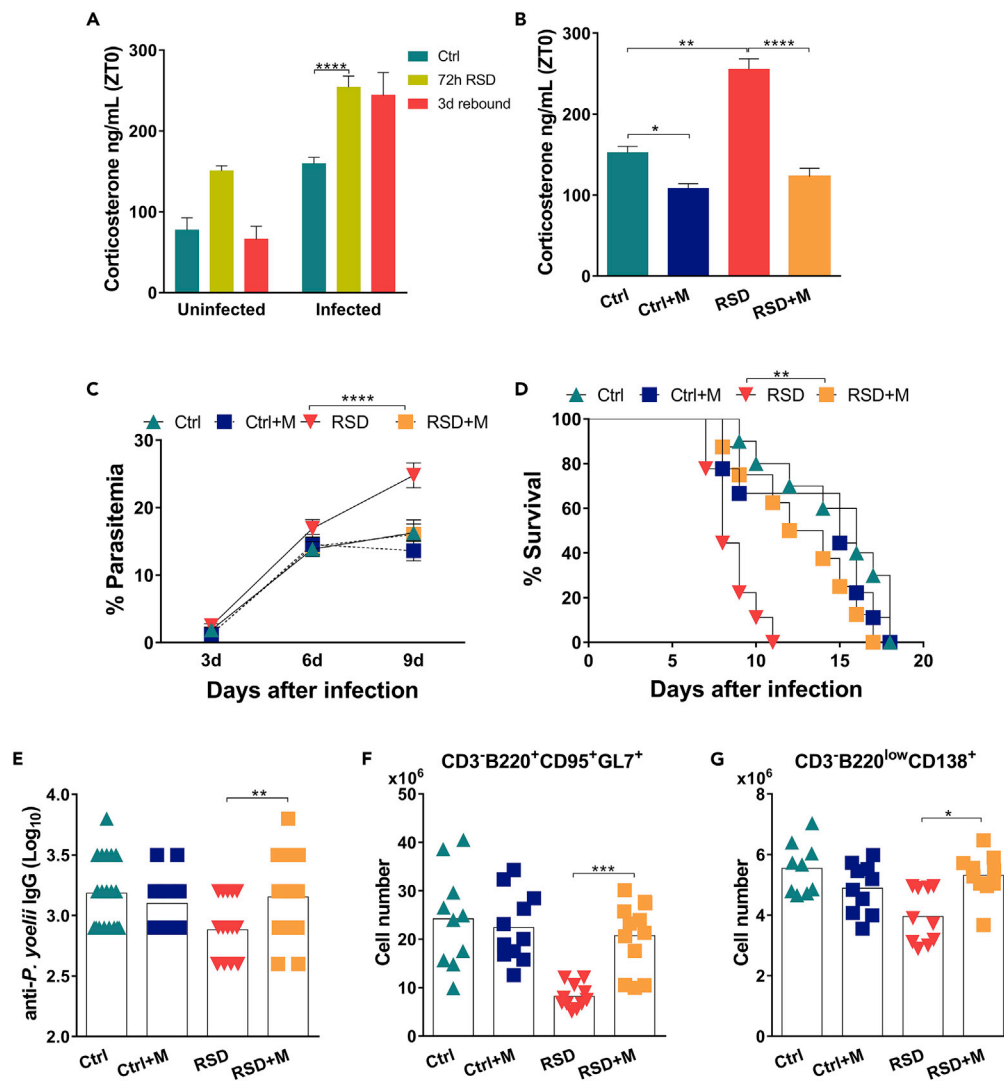 A
Corticosterone ng/mL (ZT0)
300
200
100
0
****
Ctrl
72h RSD
3d rebound
Uninfected
Infected
B
Corticosterone ng/mL (ZT0)
300
200
100
0
**
****
*
Ctrl
Ctrl+M
RSD
RSD+M
C
****
Ctrl
Ctrl+M
RSD
RSD+M
% Parasitemia
30
20
10
0
3d
6d
9d
Days after infection
D
**
Ctrl
Ctrl+M
RSD
RSD+M
% Survival
100
80
60
40
20
0
0
5
10
15
20
Days after infection
E
anti-P. yoelii IgG (Log10)
4.0
3.5
3.0
2.5
2.0
**
Ctrl
Ctrl+M
RSD
RSD+M
F
CD3-B220+CD95+GL7+
x10⁶
Cell number
50
40
30
20
10
0
***
Ctrl
Ctrl+M
RSD
RSD+M
G
CD3-B220lowCD138+
x10⁶
Cell number
8
6
4
2
0
*
Ctrl
Ctrl+M
RSD
RSD+M